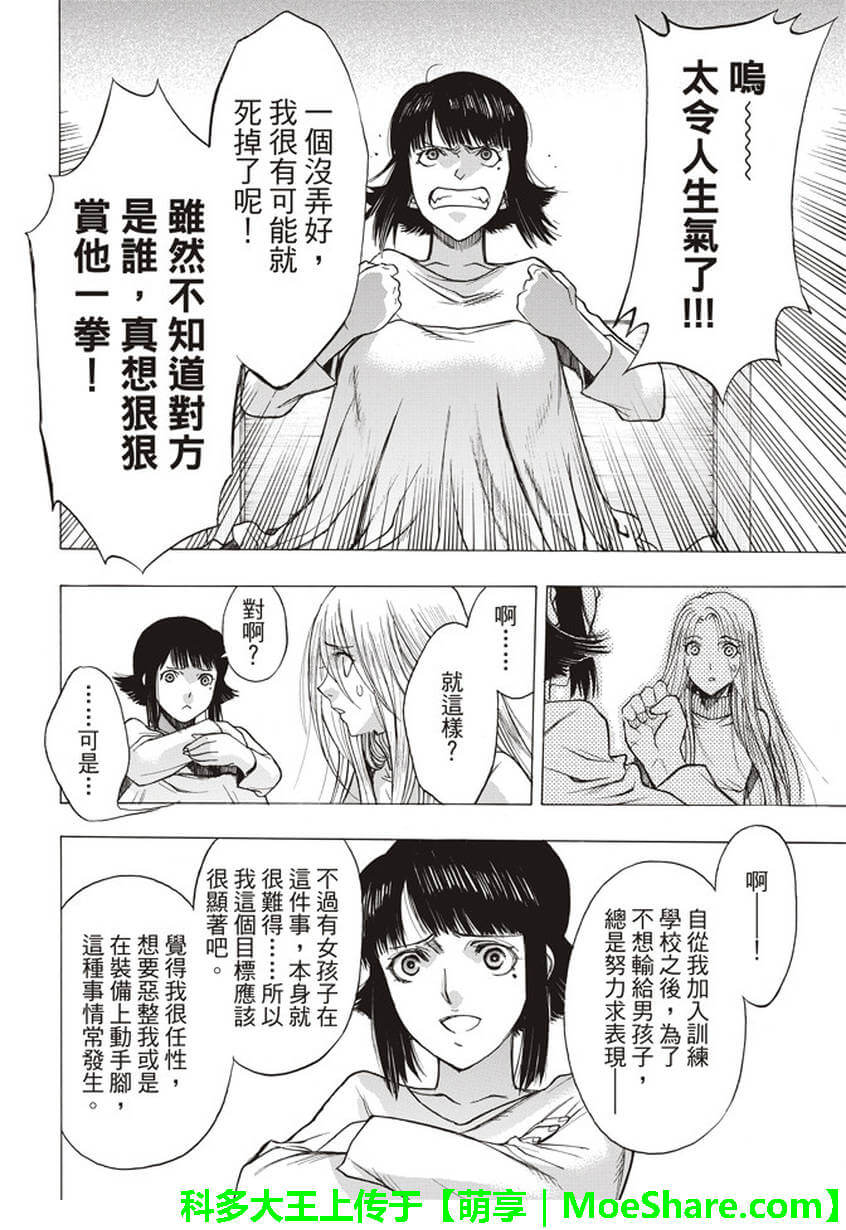 嗚～～～
太令人生氣了!!!
一個沒弄好，
我很有可能就
死掉了呢！
雖然不知道對方
是誰，真想狠狠
賞他一拳！
啊……
就這樣？
對啊？
……可是…
啊——！
自從我加入訓練
學校之後，為了
不想輸給男孩子，
總是努力求表現——
不過有女孩子在
這件事，本身就
很難得……所以
我這個目標應該
很顯著吧。
覺得我很任性，
想要惡整我或是
在裝備上動手腳，
這種事情常發生。
科多大王上传于【萌享│MoeShare.com】